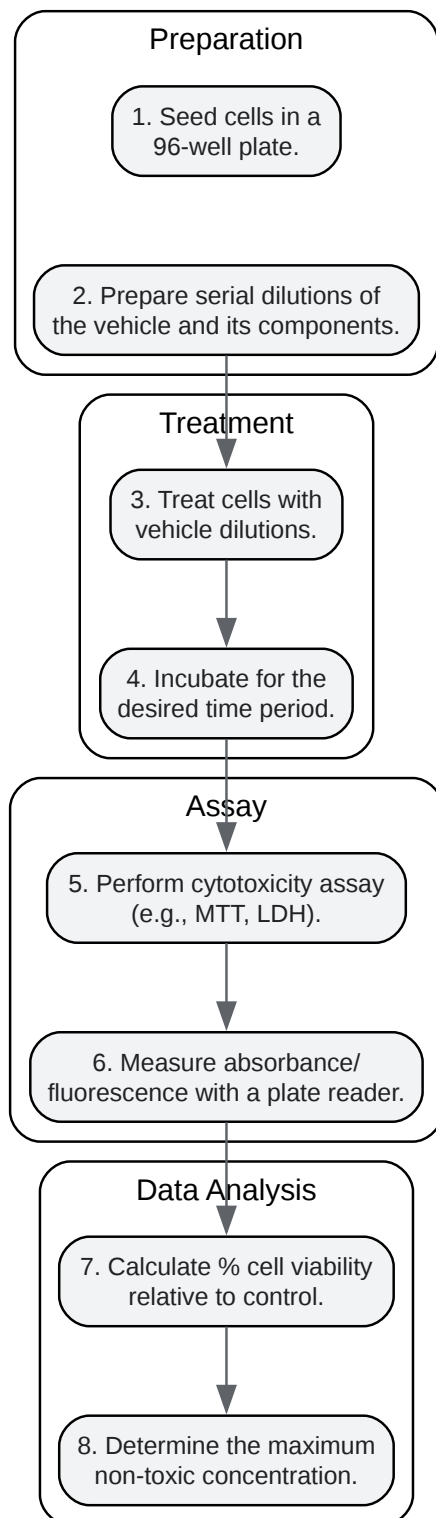 Preparation
1. Seed cells in a
96-well plate.
2. Prepare serial dilutions of
the vehicle and its components.
Treatment
3. Treat cells with
vehicle dilutions.
4. Incubate for the
desired time period.
Assay
5. Perform cytotoxicity assay
(e.g., MTT, LDH).
6. Measure absorbance/
fluorescence with a plate reader.
Data Analysis
7. Calculate % cell viability
relative to control.
8. Determine the maximum
non-toxic concentration.